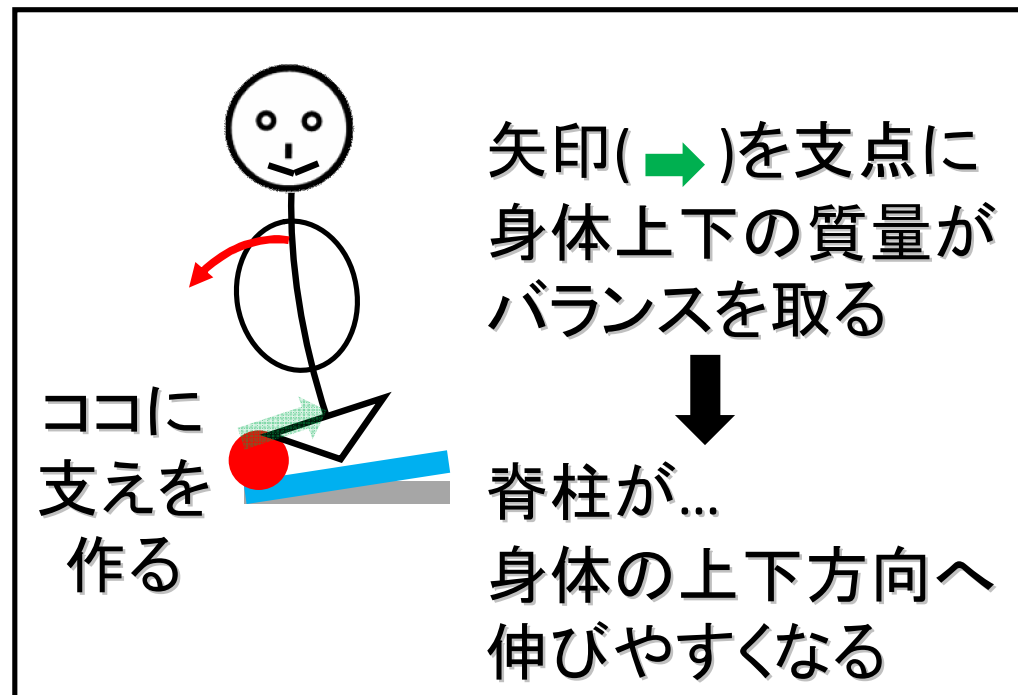 矢印( ➡ )を支点に
身体上下の質量が
バランスを取る
ココに
支えを
作る
脊柱が…
身体の上下方向へ
伸びやすくなる